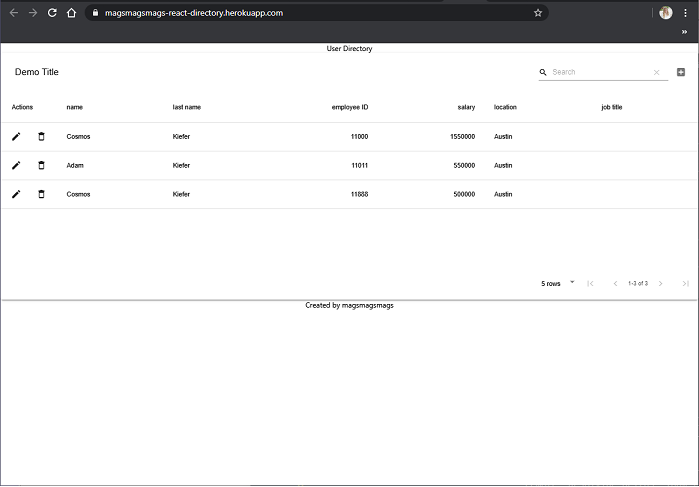 magsmagsmags-react-directory.herokuapp.com
User Directory
Demo Title
Search
Actions name last name employee ID salary location job title
Cosmos Kiefer 11000 1550000 Austin
Adam Kiefer 11011 550000 Austin
Cosmos Kiefer 11888 500000 Austin
5 rows 1-3 of 3
Created by magsmagsmags